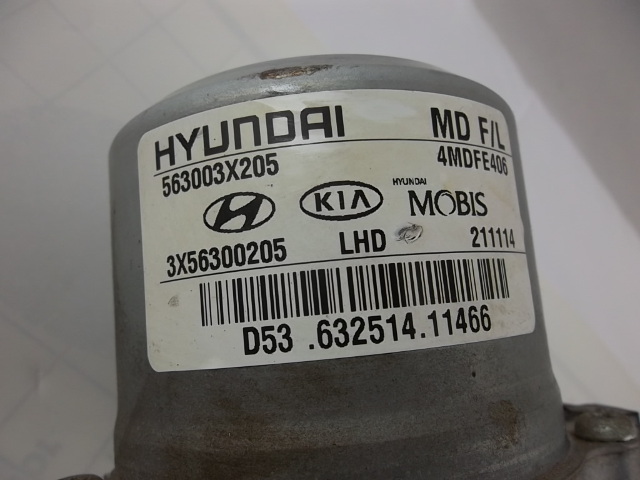 HYUNDAI MD F/L
563003X205 4MDFE406
KIA HYUNDAI MOBIS
3X56300205 LHD 211114
D53 .632514.11466